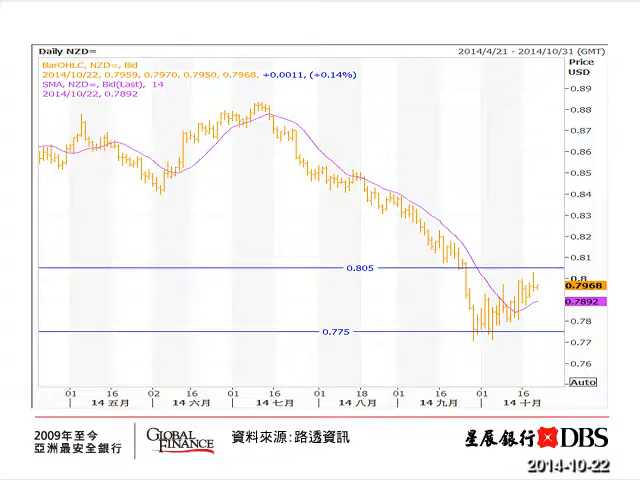 Daily NZD=
2014/4/21 - 2014/10/31 (GMT)
BarOHLC, NZD=, Bid
2014/10/22, 0.7959, 0.7970, 0.7950, 0.7968, +0.0011, (+0.14%)
SMA, NZD=, Bid(Last), 14
2014/10/22, 0.7892
Price
USD
0.89
0.88
0.87
0.86
0.85
0.84
0.83
0.82
0.81
0.8
0.7968
0.7892
0.78
0.77
0.76
Auto
0.805
0.775
01 16 02 16 01 16 01 18 01 16 01 16
14 五月 14 六月 14 七月 14 八月 14 九月 14 十月
2009年至今
亞洲最安全銀行
GLOBAL
FINANCE
資料來源:路透資訊
星展銀行 DBS
2014-10-22